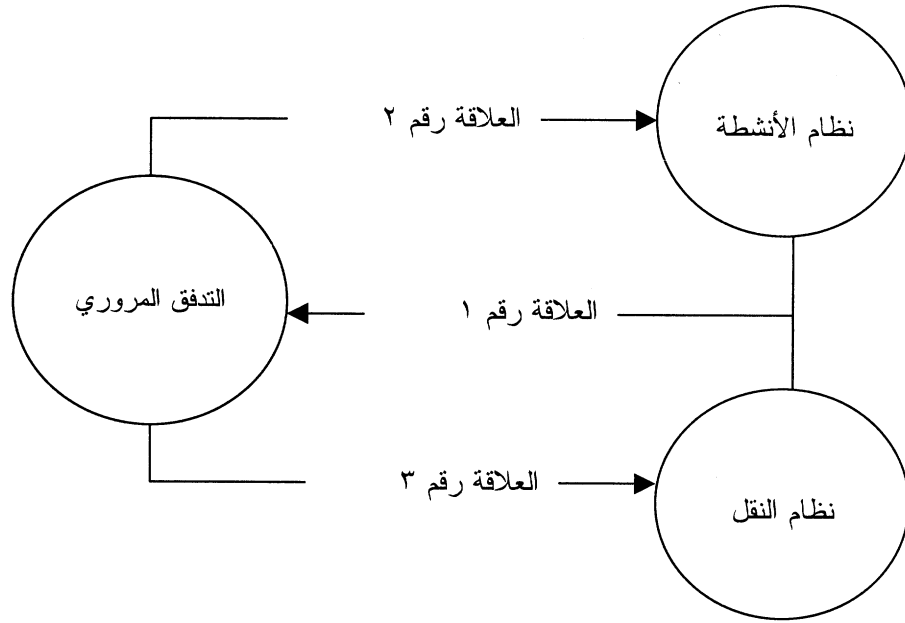 العلاقة رقم ٢
نظام الأنشطة
التدفق المروري
العلاقة رقم ١
العلاقة رقم ٣
نظام النقل